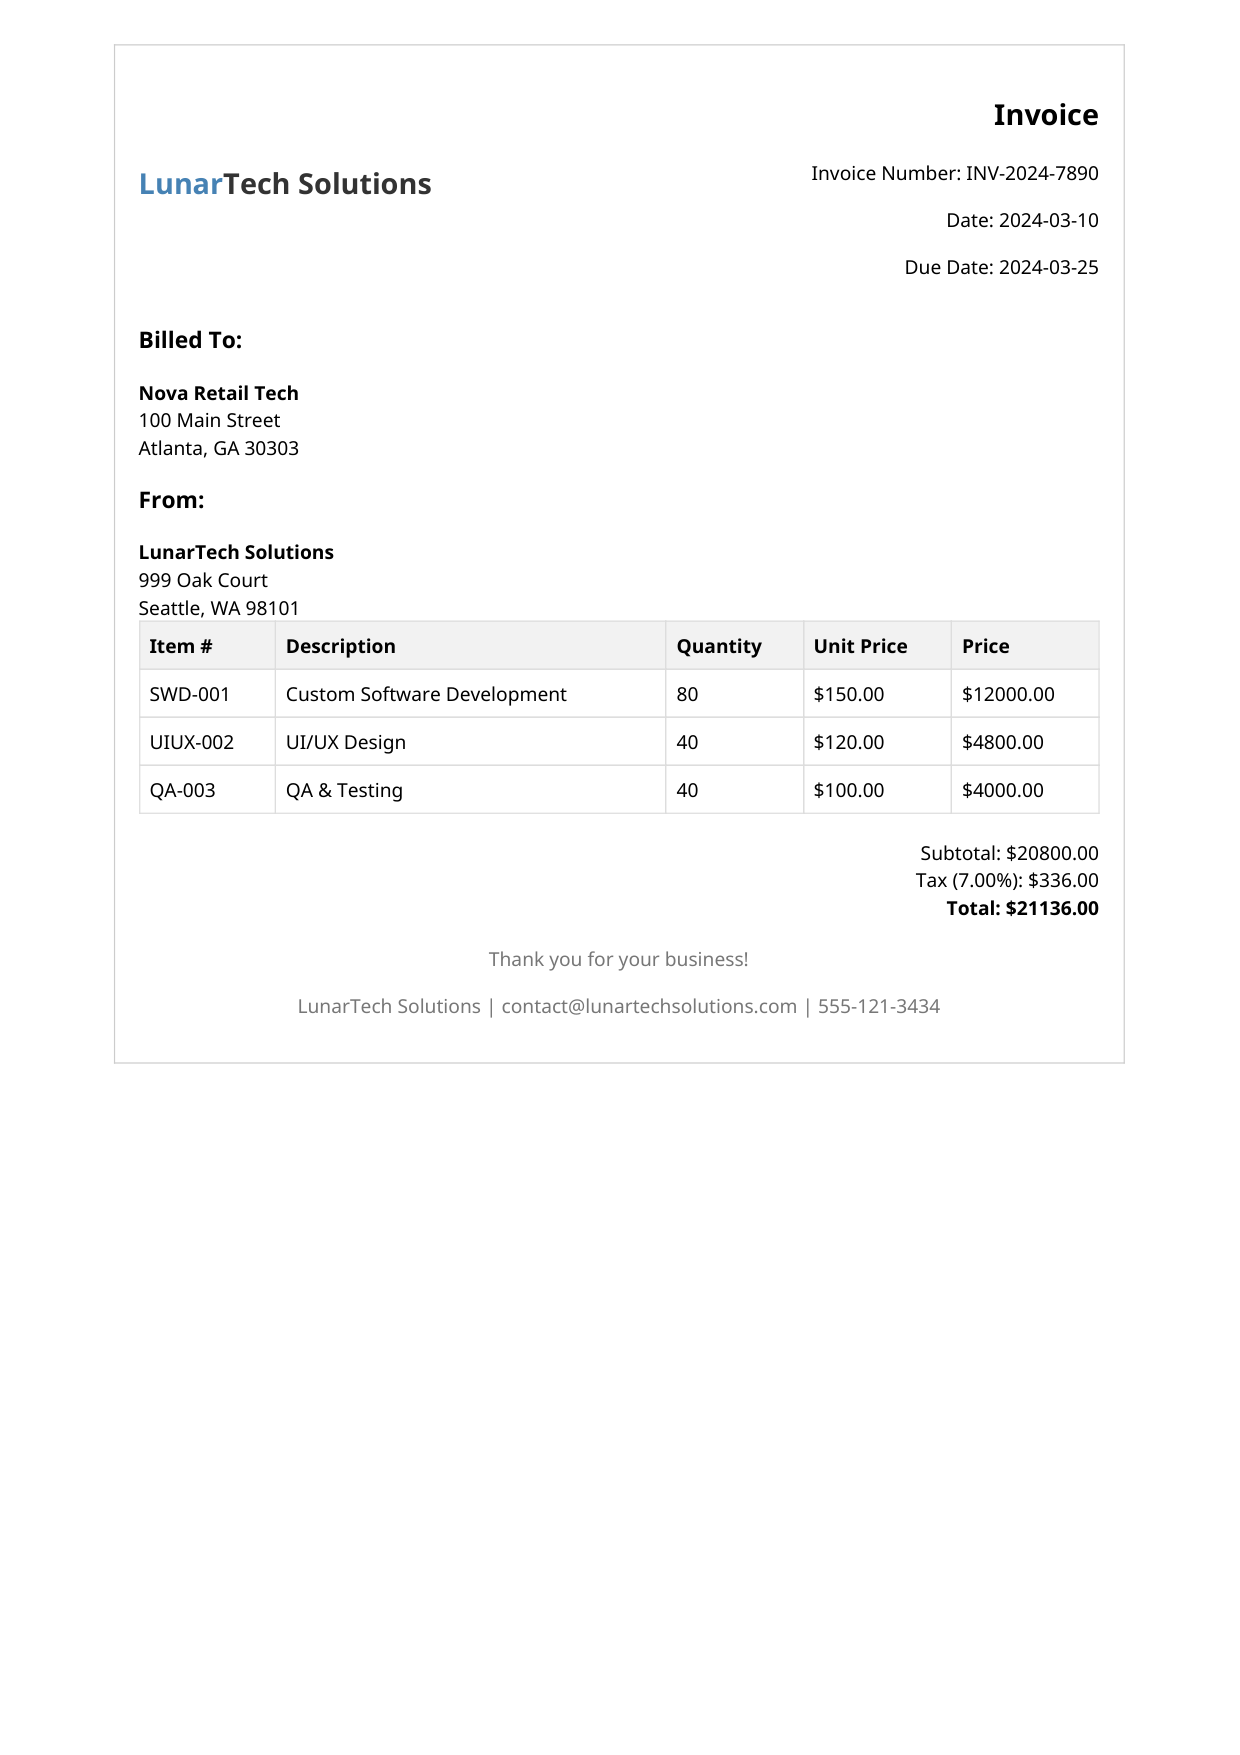 Invoice
LunarTech Solutions
Invoice Number: INV-2024-7890
Date: 2024-03-10
Due Date: 2024-03-25
Billed To:
Nova Retail Tech
100 Main Street
Atlanta, GA 30303
From:
LunarTech Solutions
999 Oak Court
Seattle, WA 98101
Item # Description Quantity Unit Price Price
SWD-001 Custom Software Development 80 $150.00 $12000.00
UIUX-002 UI/UX Design 40 $120.00 $4800.00
QA-003 QA & Testing 40 $100.00 $4000.00
Subtotal: $20800.00
Tax (7.00%): $336.00
Total: $21136.00
Thank you for your business!
LunarTech Solutions | contact@lunartechsolutions.com | 555-121-3434